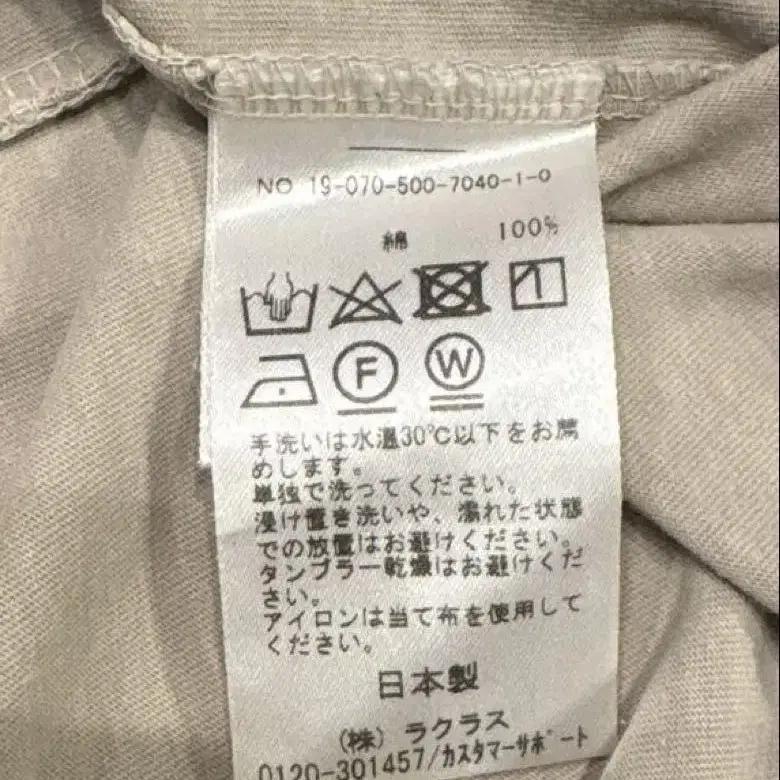 NO 19-070-500-7040-1-0
綿 100%
F
W
手洗いは水温30℃以下をお薦
めします。
単独で洗ってください。
浸け置き洗いや、濡れた状態
での放置はお避けください。
タンブラー乾燥はお避けくだ
さい。
アイロンは当て布を使用して
ください。
日本製
(株) ラクラス
0120-301457/カスタマーサポート